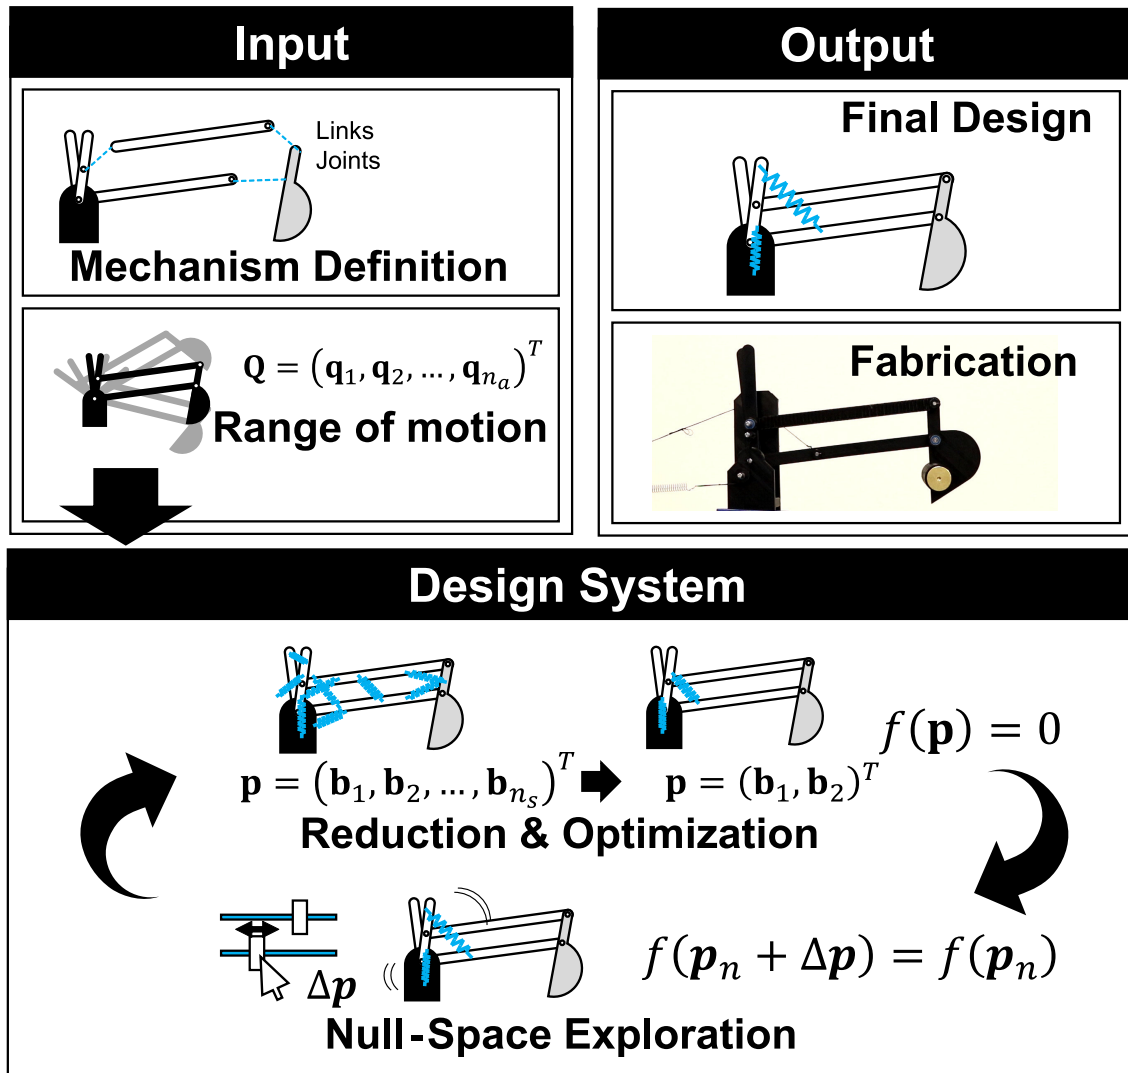 Input
Links
Joints
Mechanism Definition
𝐐 = (𝐪₁, 𝐪₂, …, 𝐪ₙₐ)ᵀ
Range of motion
Output
Final Design
Fabrication
Design System
f(𝐩) = 0
𝐩 = (𝐛₁, 𝐛₂, …, 𝐛ₙₛ)ᵀ 𝐩 = (𝐛₁, 𝐛₂)ᵀ
Reduction & Optimization
Δ𝒑
f(𝒑ₙ + Δ𝒑) = f(𝒑ₙ)
Null-Space Exploration